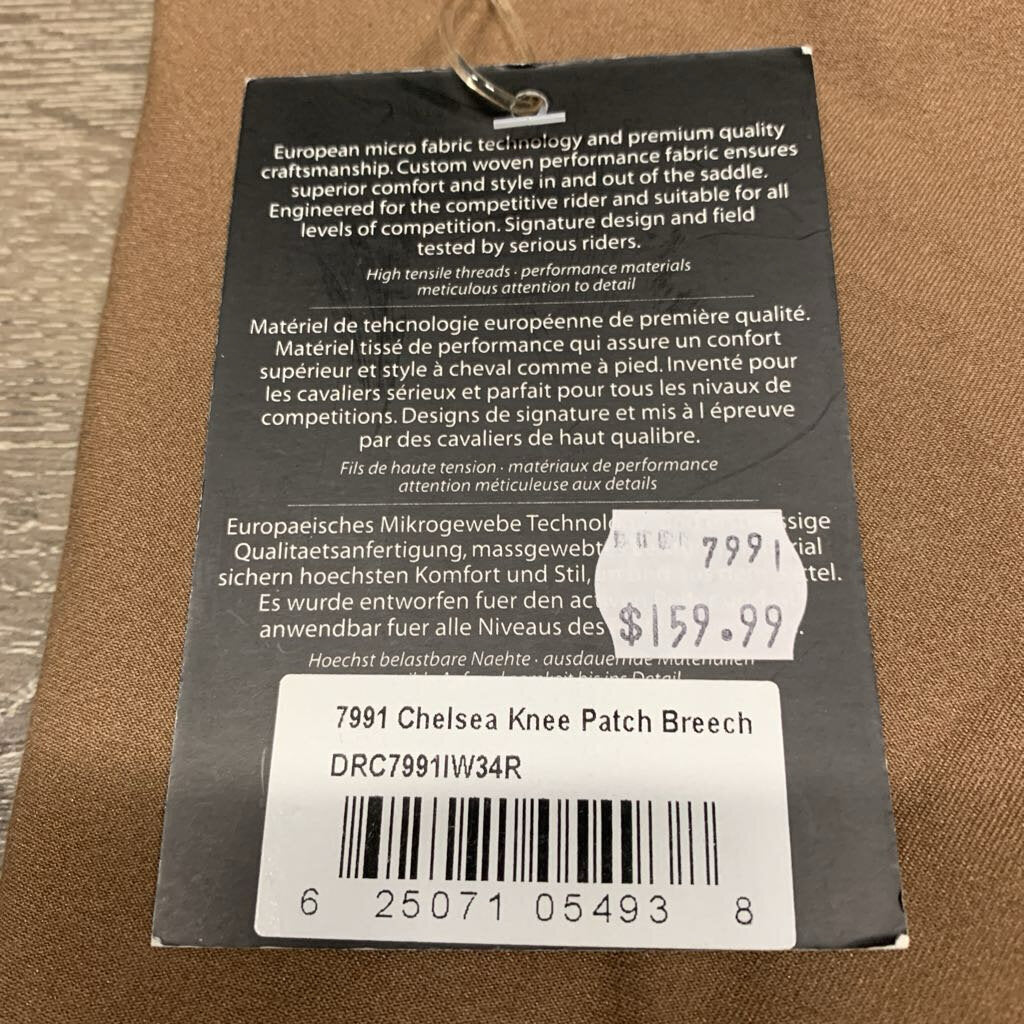 European micro fabric technology and premium quality
craftsmanship. Custom woven performance fabric ensures
superior comfort and style in and out of the saddle.
Engineered for the competitive rider and suitable for all
levels of competition. Signature design and field
tested by serious riders.
High tensile threads · performance materials
meticulous attention to detail
Matériel de tehcnologie européenne de première qualité.
Matériel tissé de performance qui assure un confort
supérieur et style à cheval comme à pied. Inventé pour
les cavaliers sérieux et parfait pour tous les nivaux de
competitions. Designs de signature et mis à l épreuve
par des cavaliers de haut qualibre.
Fils de haute tension · matériaux de performance
attention méticuleuse aux details
Europaeisches Mikrogewebe
Qualitaetsanfertigung, massgewebt
sichern hoechsten Komfort und Stil,
Es wurde entworfen fuer den
anwendbar fuer alle Niveaus des
7991
$159.99
Hoechst belastbare Naehte · ausdauernde Materialien
bis ins Detail
7991 Chelsea Knee Patch Breech
DRC7991IW34R
6 25071 05493 8